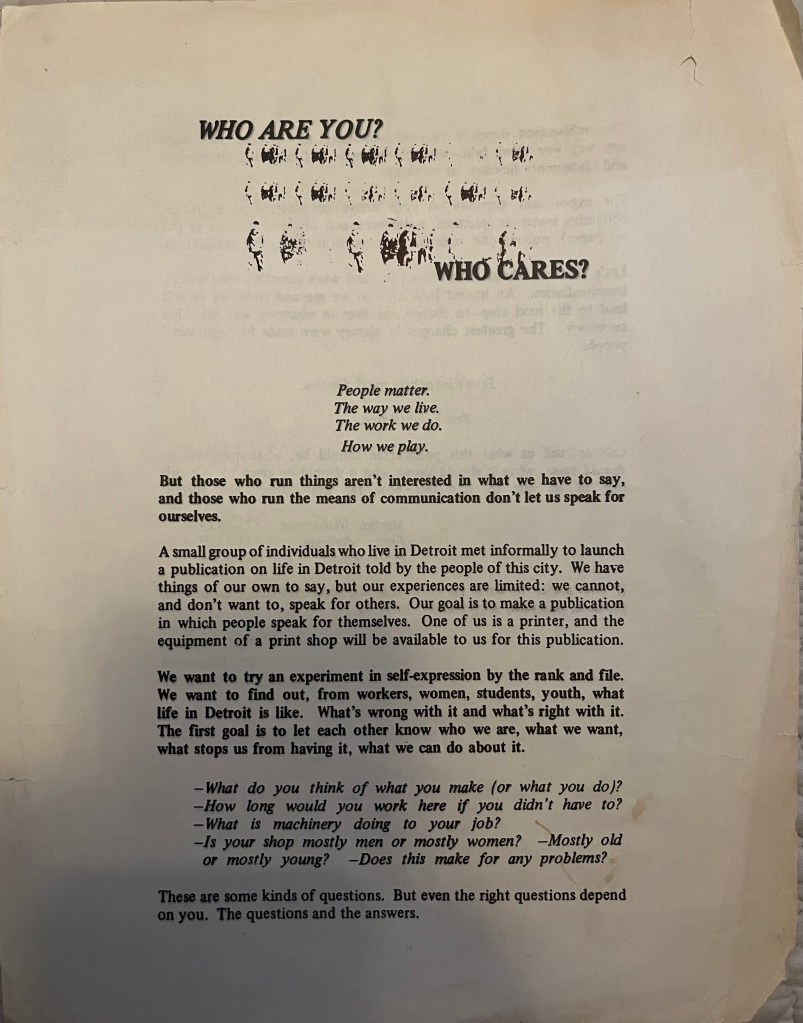 WHO ARE YOU?
WHO CARES?
People matter.
The way we live.
The work we do.
How we play.
But those who run things aren't interested in what we have to say,
and those who run the means of communication don't let us speak for
ourselves.
A small group of individuals who live in Detroit met informally to launch
a publication on life in Detroit told by the people of this city. We have
things of our own to say, but our experiences are limited: we cannot,
and don't want to, speak for others. Our goal is to make a publication
in which people speak for themselves. One of us is a printer, and the
equipment of a print shop will be available to us for this publication.
We want to try an experiment in self-expression by the rank and file.
We want to find out, from workers, women, students, youth, what
life in Detroit is like. What's wrong with it and what's right with it.
The first goal is to let each other know who we are, what we want,
what stops us from having it, what we can do about it.
—What do you think of what you make (or what you do)?
—How long would you work here if you didn't have to?
—What is machinery doing to your job?
—Is your shop mostly men or mostly women? —Mostly old
or mostly young? —Does this make for any problems?
These are some kinds of questions. But even the right questions depend
on you. The questions and the answers.